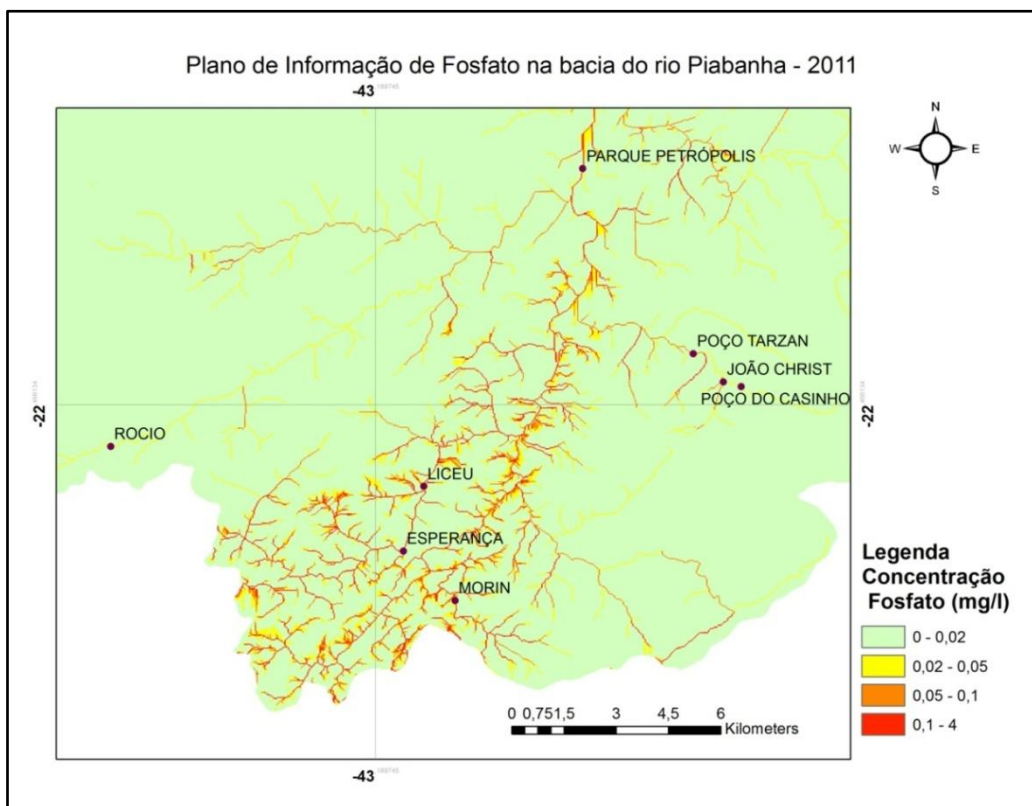 Plano de Informação de Fosfato na bacia do rio Piabanha - 2011
-43
N
W
E
S
PARQUE PETRÓPOLIS
POÇO TARZAN
JOÃO CHRIST
POÇO DO CASINHO
-22
-22
ROCIO
LICEU
ESPERANÇA
MORIN
Legenda
Concentração
Fosfato (mg/l)
0 - 0,02
0,02 - 0,05
0,05 - 0,1
0,1 - 4
0 0,75 1,5 3 4,5 6
Kilometers
-43